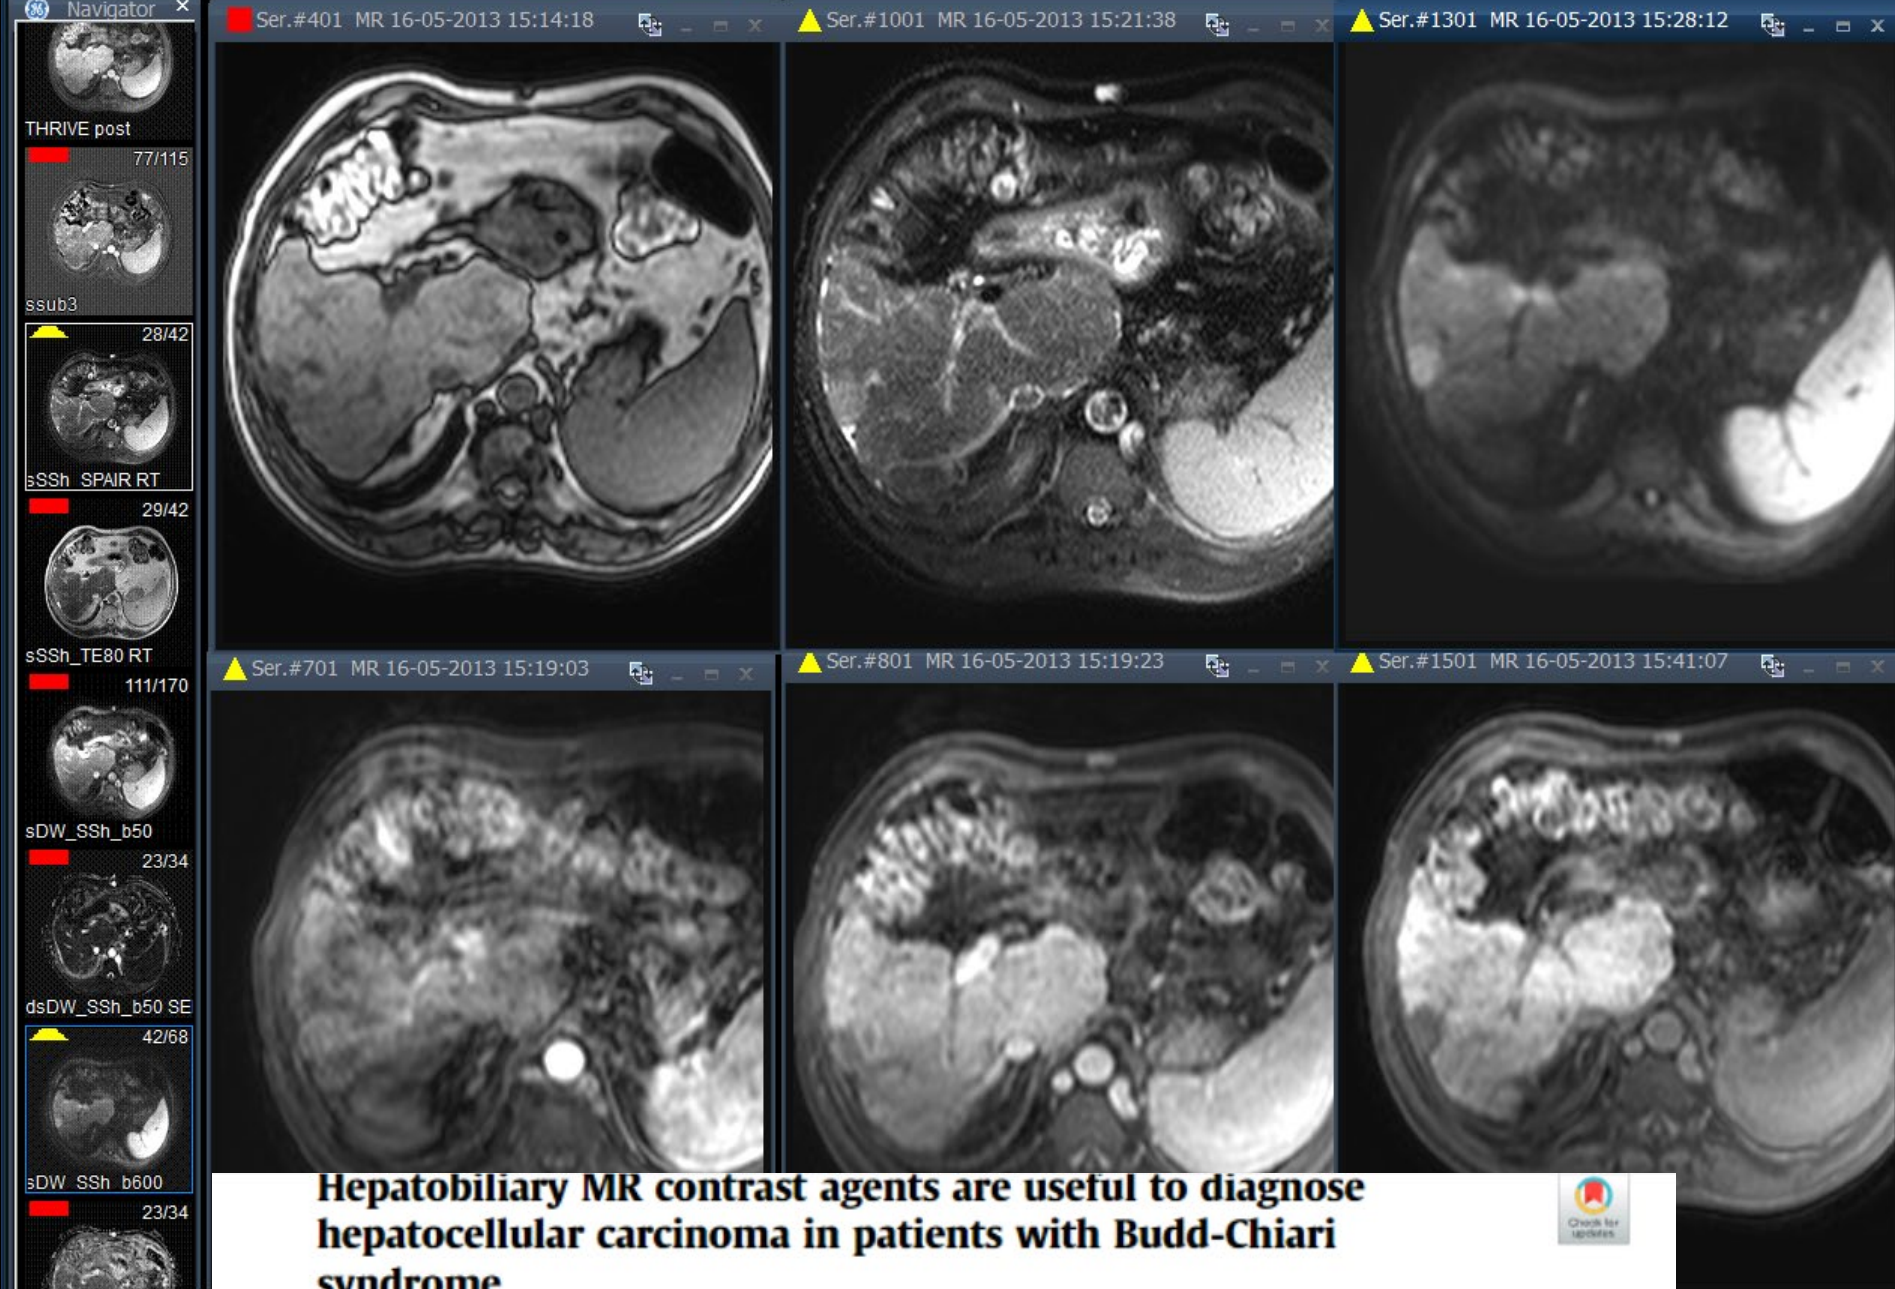 Navigator
THRIVE post
77/115
ssub3
28/42
sSSh_SPAIR RT
29/42
sSSh_TE80 RT
111/170
sDW_SSh_b50
23/34
dsDW_SSh_b50 SE
42/68
sDW_SSh_b600
23/34
Ser.#401 MR 16-05-2013 15:14:18
Ser.#1001 MR 16-05-2013 15:21:38
Ser.#1301 MR 16-05-2013 15:28:12
Ser.#701 MR 16-05-2013 15:19:03
Ser.#801 MR 16-05-2013 15:19:23
Ser.#1501 MR 16-05-2013 15:41:07
Hepatobiliary MR contrast agents are useful to diagnose
hepatocellular carcinoma in patients with Budd-Chiari
syndrome
Check for
updates